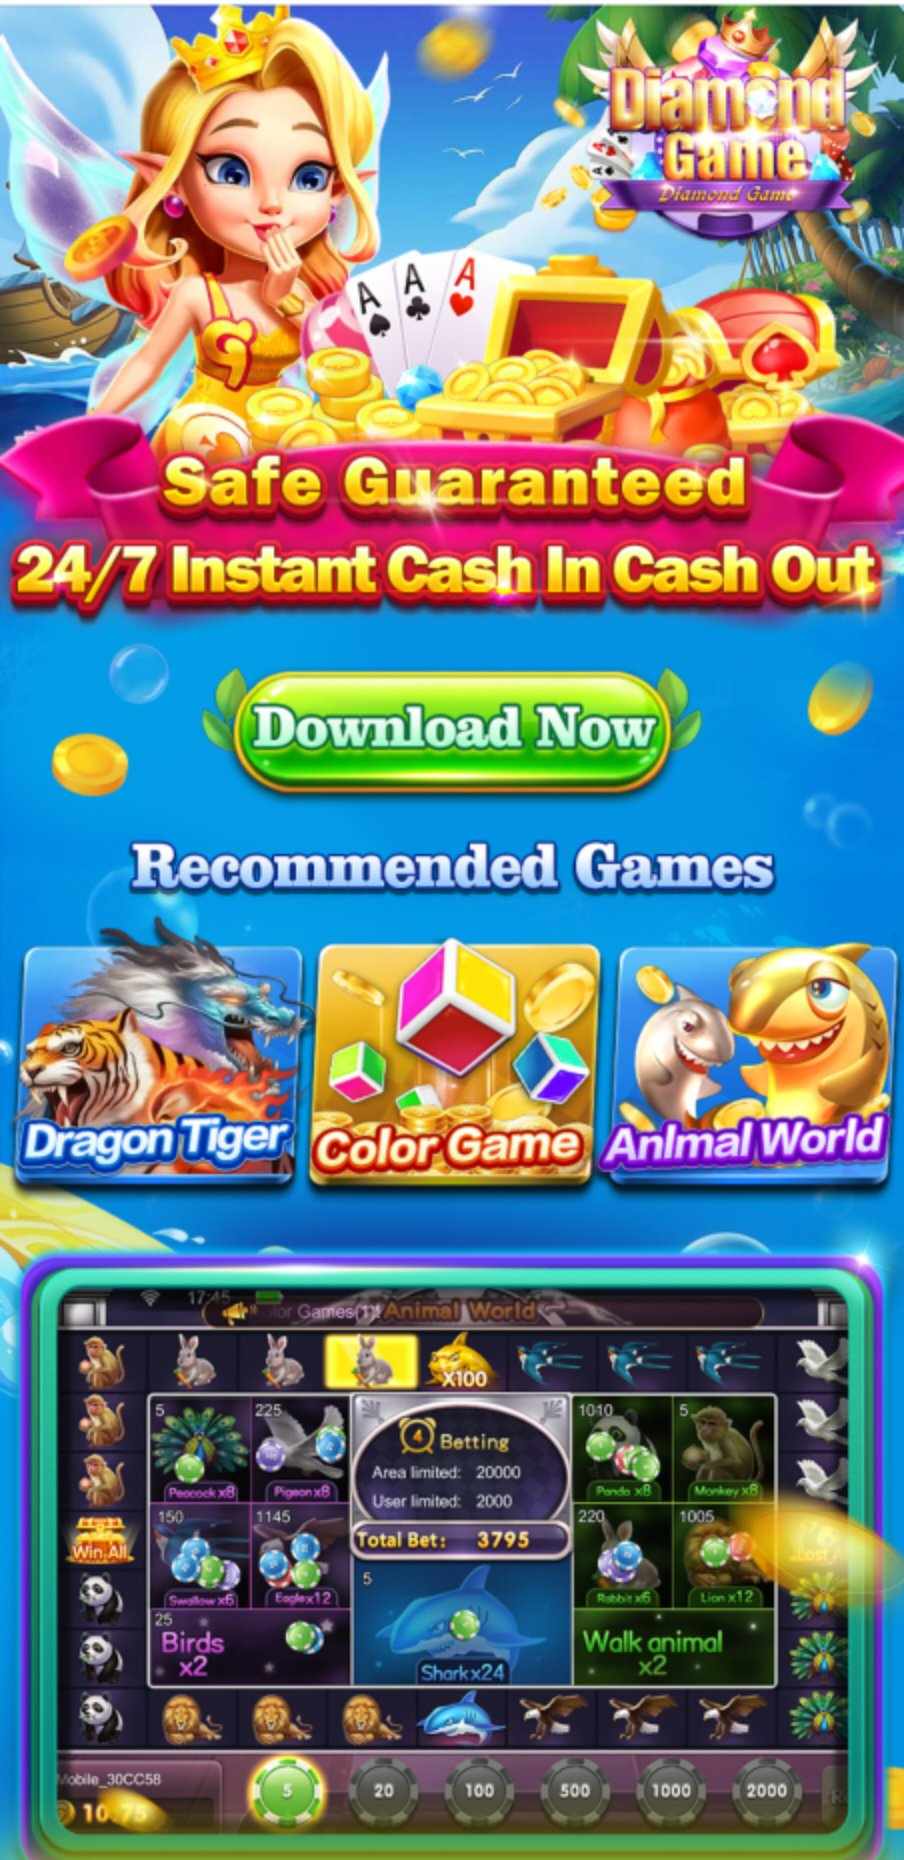 Diamond
Game
Diamond Game
A A A
Safe Guaranteed
24/7 Instant Cash In Cash Out
Download Now
Recommended Games
Dragon Tiger
Color Game
AnImal World
17:45
lor Games(1)! Animal World
X100
5
Peacock x8
225
Pigeon x8
4 Betting
Area limited: 20000
User limited: 2000
Total Bet: 3795
1010
Panda x8
5
Monkey x8
Win All
150
Swallow x6
1145
Eagle x12
5
Shark x24
220
Rabbit x6
1005
Lion x12
Lost
25
Birds
x2
Walk animal
x2
Mobile_30CC58
10.75
5
20
100
500
1000
2000